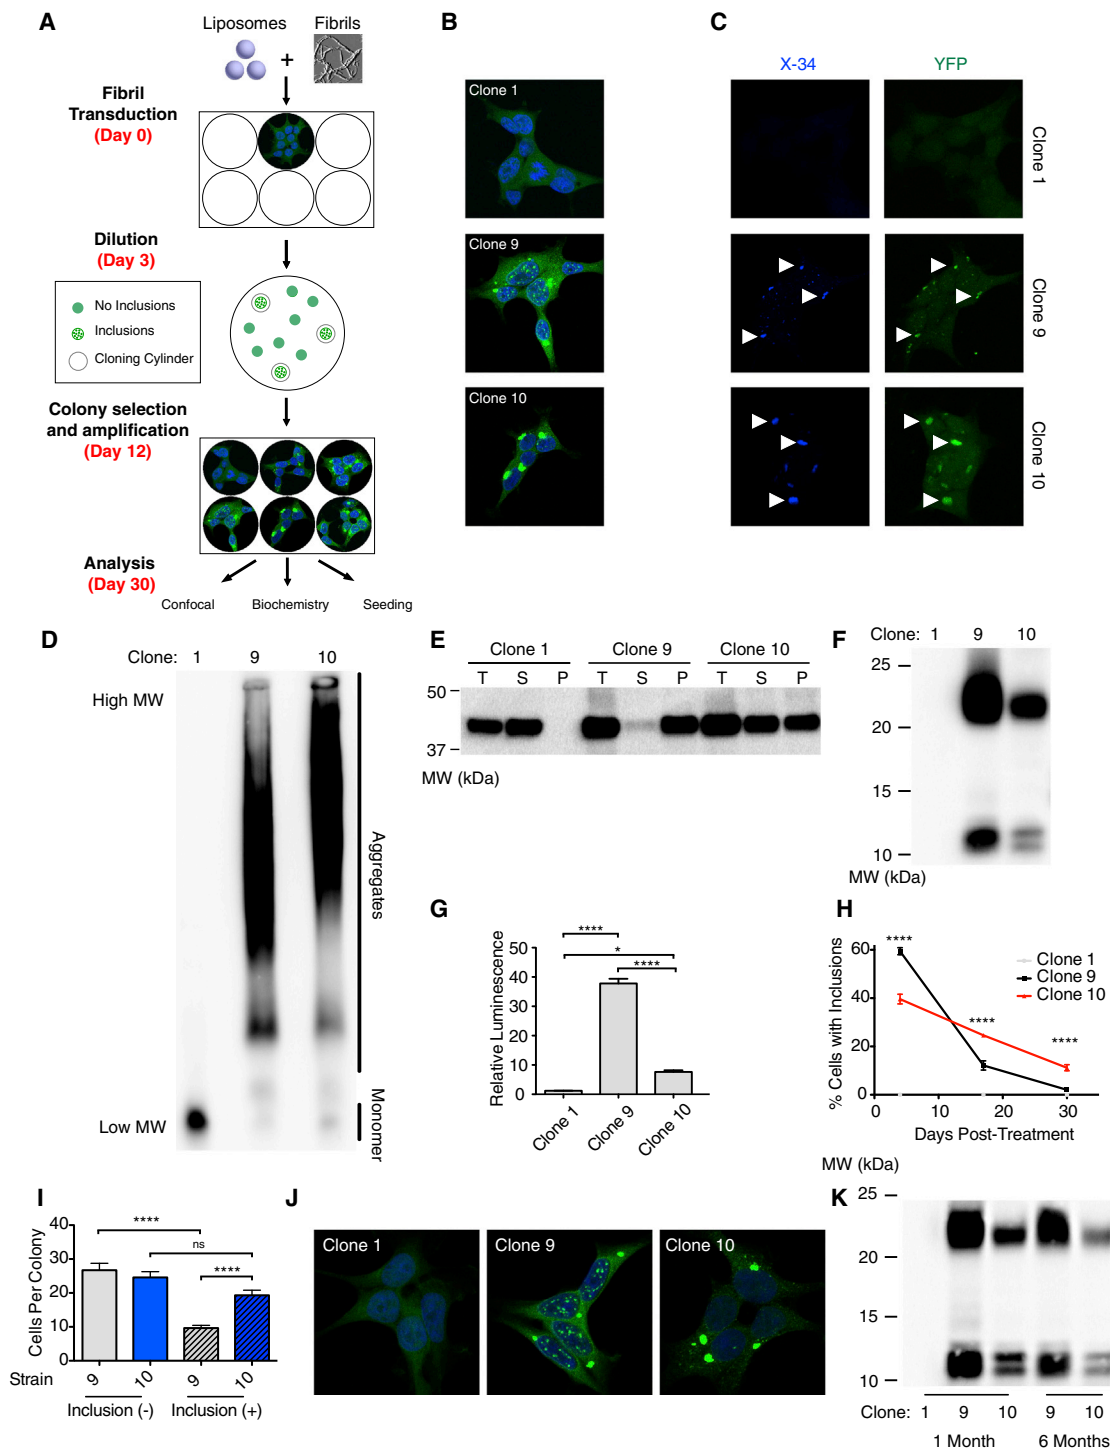 A
Liposomes
Fibrils
+
Fibril
Transduction
(Day 0)
Dilution
(Day 3)
No Inclusions
Inclusions
Cloning Cylinder
Colony selection
and amplification
(Day 12)
Analysis
(Day 30)
Confocal
Biochemistry
Seeding
B
Clone 1
Clone 9
Clone 10
C
X-34
YFP
Clone 1
Clone 9
Clone 10
D
Clone: 1 9 10
High MW
Low MW
Aggregates
Monomer
E
Clone 1 Clone 9 Clone 10
T S P T S P T S P
50
37
MW (kDa)
F
Clone: 1 9 10
25
20
15
10
MW (kDa)
G
Relative Luminescence
50
40
30
20
10
0
****
*
****
Clone 1
Clone 9
Clone 10
H
% Cells with Inclusions
60
40
20
0
****
****
****
Clone 1
Clone 9
Clone 10
0 10 20 30
Days Post-Treatment
I
Cells Per Colony
40
30
20
10
0
****
ns
****
Strain 9 10 9 10
Inclusion (-) Inclusion (+)
J
Clone 1
Clone 9
Clone 10
MW (kDa)
K
25
20
15
10
Clone: 1 9 10 9 10
1 Month 6 Months